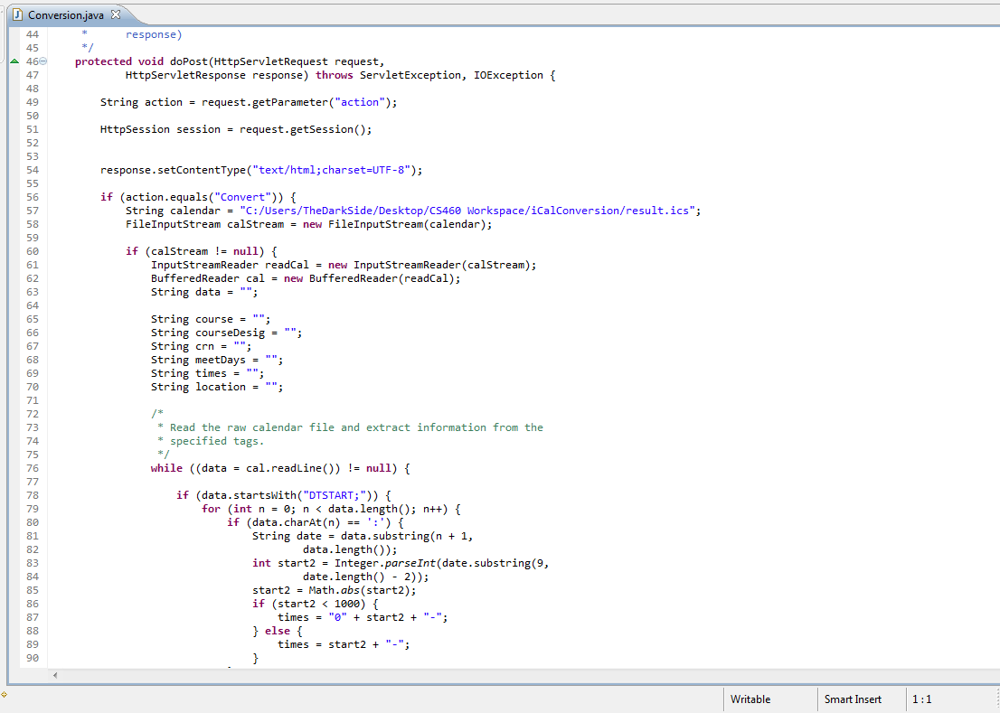 Conversion.java
44 * response)
45 */
46 protected void doPost(HttpServletRequest request,
47 HttpServletResponse response) throws ServletException, IOException {
48
49 String action = request.getParameter("action");
50
51 HttpSession session = request.getSession();
52
53
54 response.setContentType("text/html;charset=UTF-8");
55
56 if (action.equals("Convert")) {
57 String calendar = "C:/Users/TheDarkSide/Desktop/CS460 Workspace/iCalConversion/result.ics";
58 FileInputStream calStream = new FileInputStream(calendar);
59
60 if (calStream != null) {
61 InputStreamReader readCal = new InputStreamReader(calStream);
62 BufferedReader cal = new BufferedReader(readCal);
63 String data = "";
64
65 String course = "";
66 String courseDesig = "";
67 String crn = "";
68 String meetDays = "";
69 String times = "";
70 String location = "";
71
72 /*
73 * Read the raw calendar file and extract information from the
74 * specified tags.
75 */
76 while ((data = cal.readLine()) != null) {
77
78 if (data.startsWith("DTSTART;")) {
79 for (int n = 0; n < data.length(); n++) {
80 if (data.charAt(n) == ':') {
81 String date = data.substring(n + 1,
82 data.length());
83 int start2 = Integer.parseInt(date.substring(9,
84 date.length() - 2));
85 start2 = Math.abs(start2);
86 if (start2 < 1000) {
87 times = "0" + start2 + "-";
88 } else {
89 times = start2 + "-";
90 }
Writable Smart Insert 1 : 1